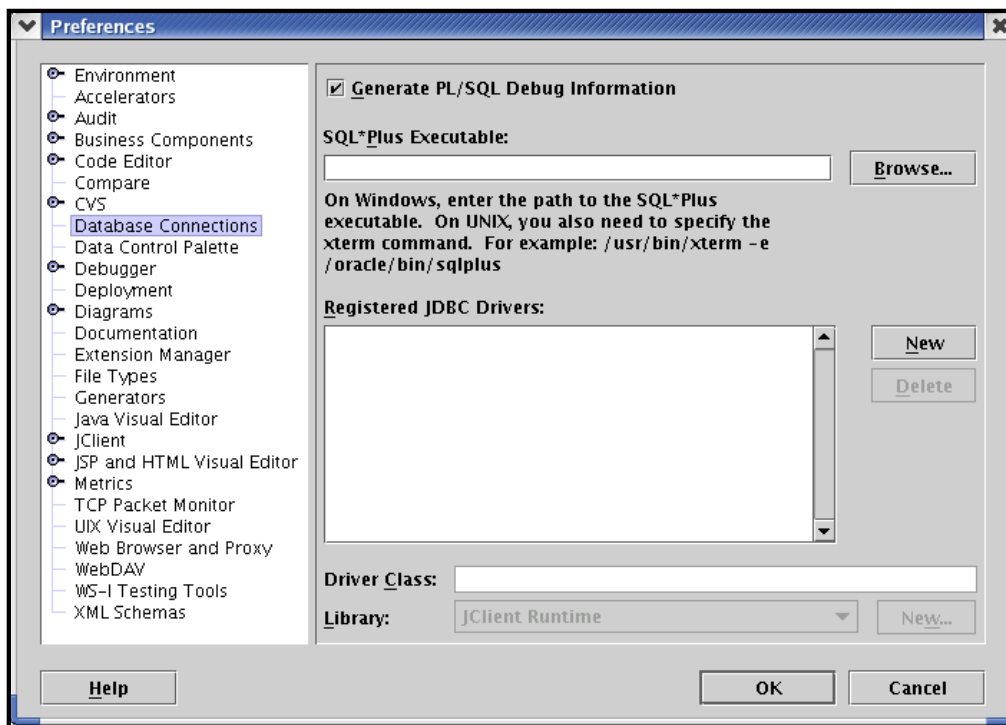 Preferences
Environment
Accelerators
Audit
Business Components
Code Editor
Compare
CVS
Database Connections
Data Control Palette
Debugger
Deployment
Diagrams
Documentation
Extension Manager
File Types
Generators
Java Visual Editor
JClient
JSP and HTML Visual Editor
Metrics
TCP Packet Monitor
UIX Visual Editor
Web Browser and Proxy
WebDAV
WS-I Testing Tools
XML Schemas
Generate PL/SQL Debug Information
SQL*Plus Executable:
Browse...
On Windows, enter the path to the SQL*Plus
executable. On UNIX, you also need to specify the
xterm command. For example: /usr/bin/xterm -e
/oracle/bin/sqlplus
Registered JDBC Drivers:
New
Delete
Driver Class:
Library:
JClient Runtime
New...
Help
OK
Cancel